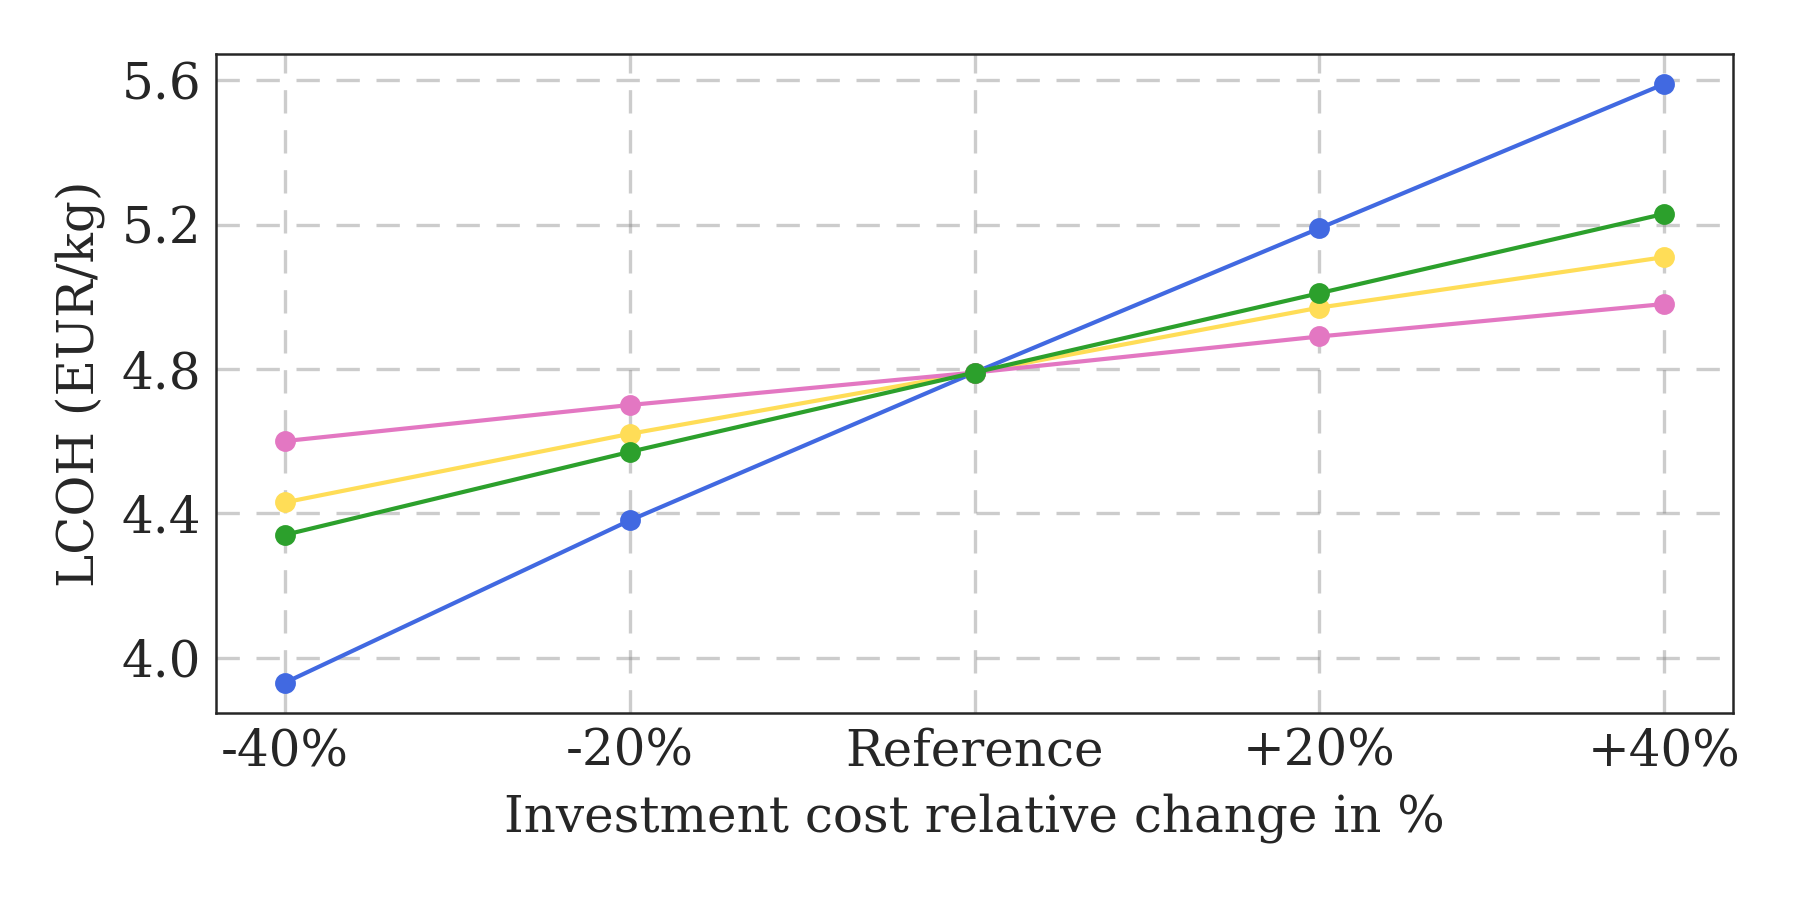 5.6
5.2
4.8
4.4
4.0
LCOH (EUR/kg)
-40% -20% Reference +20% +40%
Investment cost relative change in %